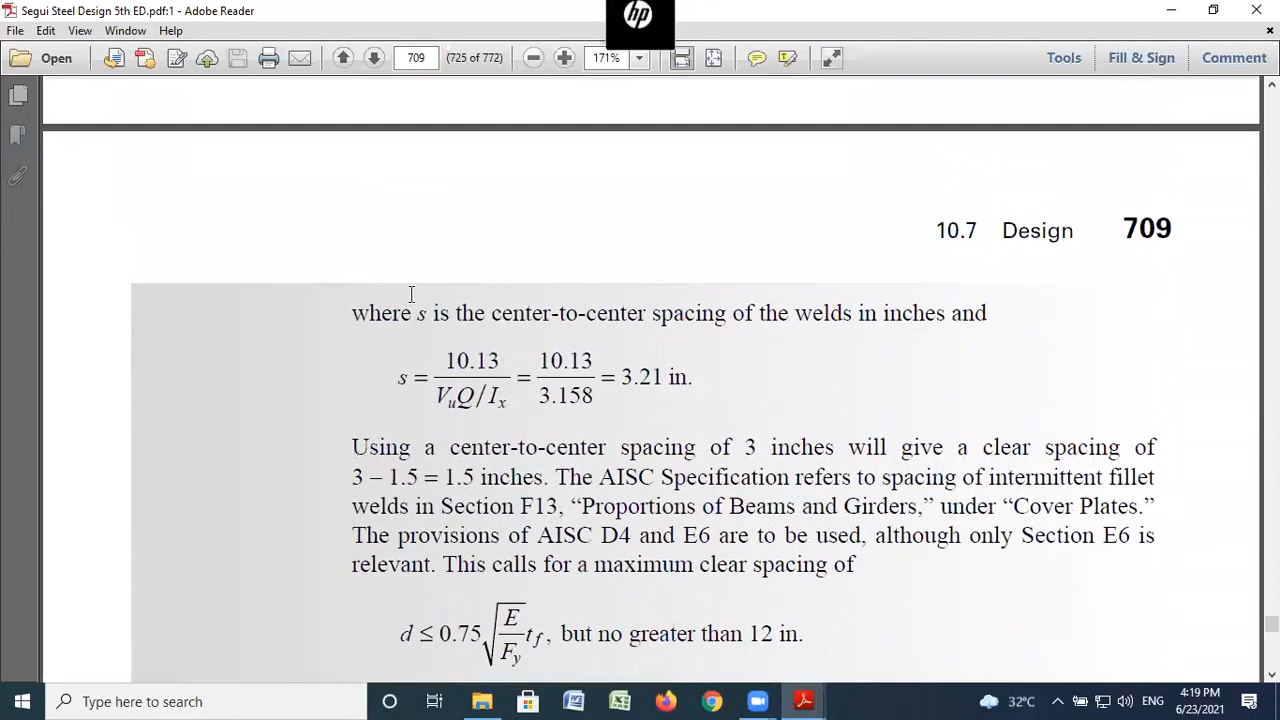 Segui Steel Design 5th ED.pdf:1 - Adobe Reader
hp
File Edit View Window Help
Open 709 (725 of 772) 171% Tools Fill & Sign Comment
10.7 Design 709
where s is the center-to-center spacing of the welds in inches and
s = 10.13 / VuQ/Ix = 10.13 / 3.158 = 3.21 in.
Using a center-to-center spacing of 3 inches will give a clear spacing of
3 – 1.5 = 1.5 inches. The AISC Specification refers to spacing of intermittent fillet
welds in Section F13, “Proportions of Beams and Girders,” under “Cover Plates.”
The provisions of AISC D4 and E6 are to be used, although only Section E6 is
relevant. This calls for a maximum clear spacing of
d ≤ 0.75√(E/Fy) tf, but no greater than 12 in.
Type here to search
32°C
ENG
4:19 PM
6/23/2021